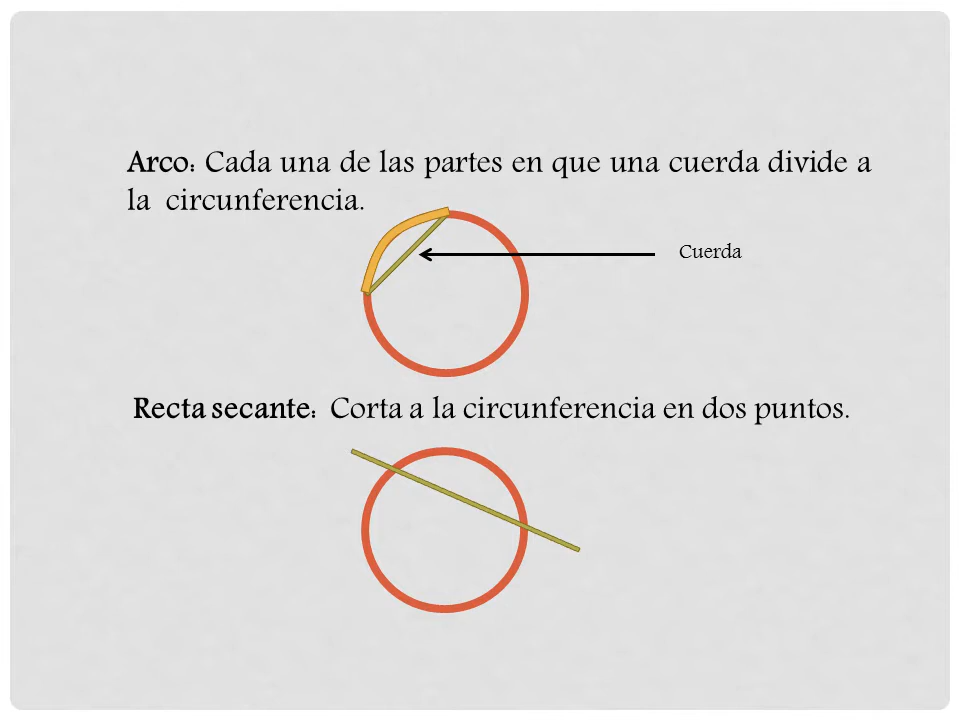 Arco: Cada una de las partes en que una cuerda divide a
la circunferencia.
Cuerda
Recta secante: Corta a la circunferencia en dos puntos.